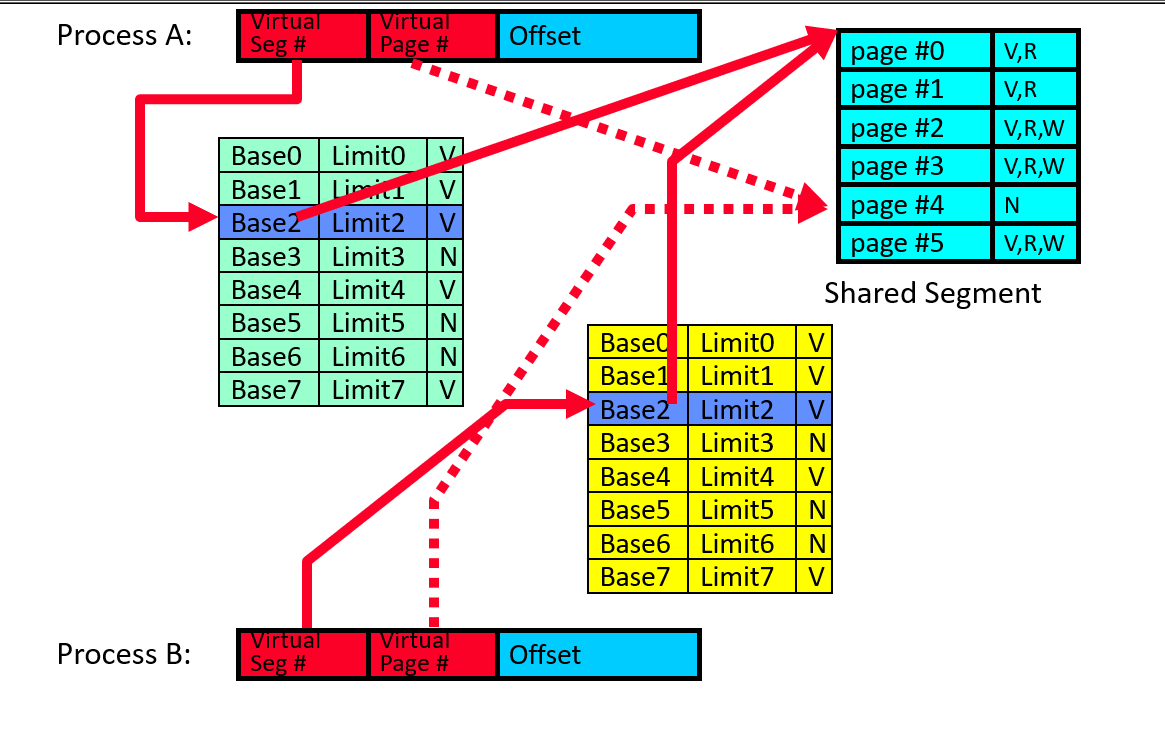 Process A:
Virtual
Seg #
Virtual
Page #
Offset
page #0 V,R
page #1 V,R
page #2 V,R,W
page #3 V,R,W
page #4 N
page #5 V,R,W
Shared Segment
Base0 Limit0 V
Base1 Limit1 V
Base2 Limit2 V
Base3 Limit3 N
Base4 Limit4 V
Base5 Limit5 N
Base6 Limit6 N
Base7 Limit7 V
Base0 Limit0 V
Base1 Limit1 V
Base2 Limit2 V
Base3 Limit3 N
Base4 Limit4 V
Base5 Limit5 N
Base6 Limit6 N
Base7 Limit7 V
Process B:
Virtual
Seg #
Virtual
Page #
Offset